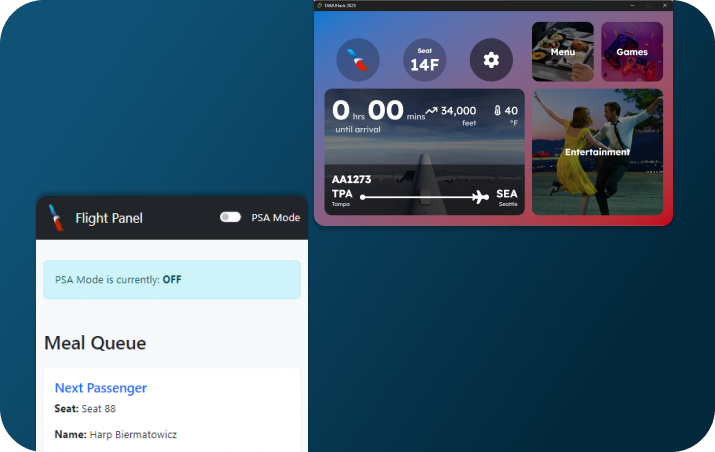 TAMUHack 2025
Seat
14F
Menu
Games
0 hrs 00 mins
until arrival
34,000
feet
40
°F
Entertainment
AA1273
TPA
Tampa
SEA
Seattle
Flight Panel
PSA Mode
PSA Mode is currently: OFF
Meal Queue
Next Passenger
Seat: Seat 88
Name: Harp Biermatowicz